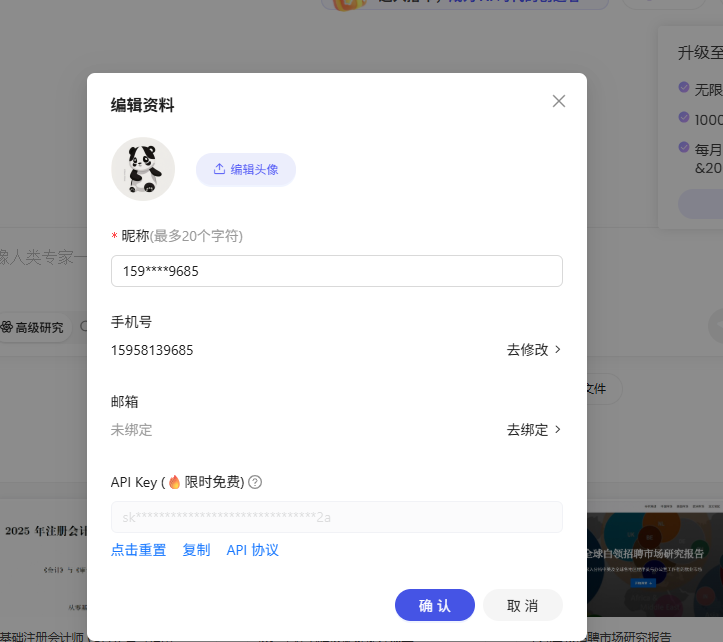 升级至
编辑资料
无限
编辑头像
1000
每月
&20
* 昵称(最多20个字符)
像人类专家一
159****9685
手机号
高级研究
15958139685
去修改
文件
邮箱
未绑定
去绑定
API Key (🔥限时免费)
sk*******************************2a
2025 年注册会计
点击重置 复制 API 协议
全球白领招聘市场研究报告
确 认
取 消
基础注册会计师
聘市场研究报告